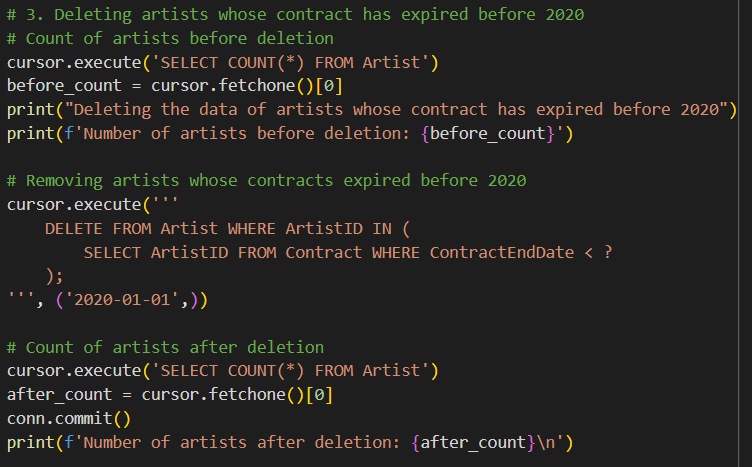 # 3. Deleting artists whose contract has expired before 2020
# Count of artists before deletion
cursor.execute('SELECT COUNT(*) FROM Artist')
before_count = cursor.fetchone()[0]
print("Deleting the data of artists whose contract has expired before 2020")
print(f'Number of artists before deletion: {before_count}')

# Removing artists whose contracts expired before 2020
cursor.execute('''
    DELETE FROM Artist WHERE ArtistID IN (
        SELECT ArtistID FROM Contract WHERE ContractEndDate < ?
    );
''', ('2020-01-01',))

# Count of artists after deletion
cursor.execute('SELECT COUNT(*) FROM Artist')
after_count = cursor.fetchone()[0]
conn.commit()
print(f'Number of artists after deletion: {after_count}\n')